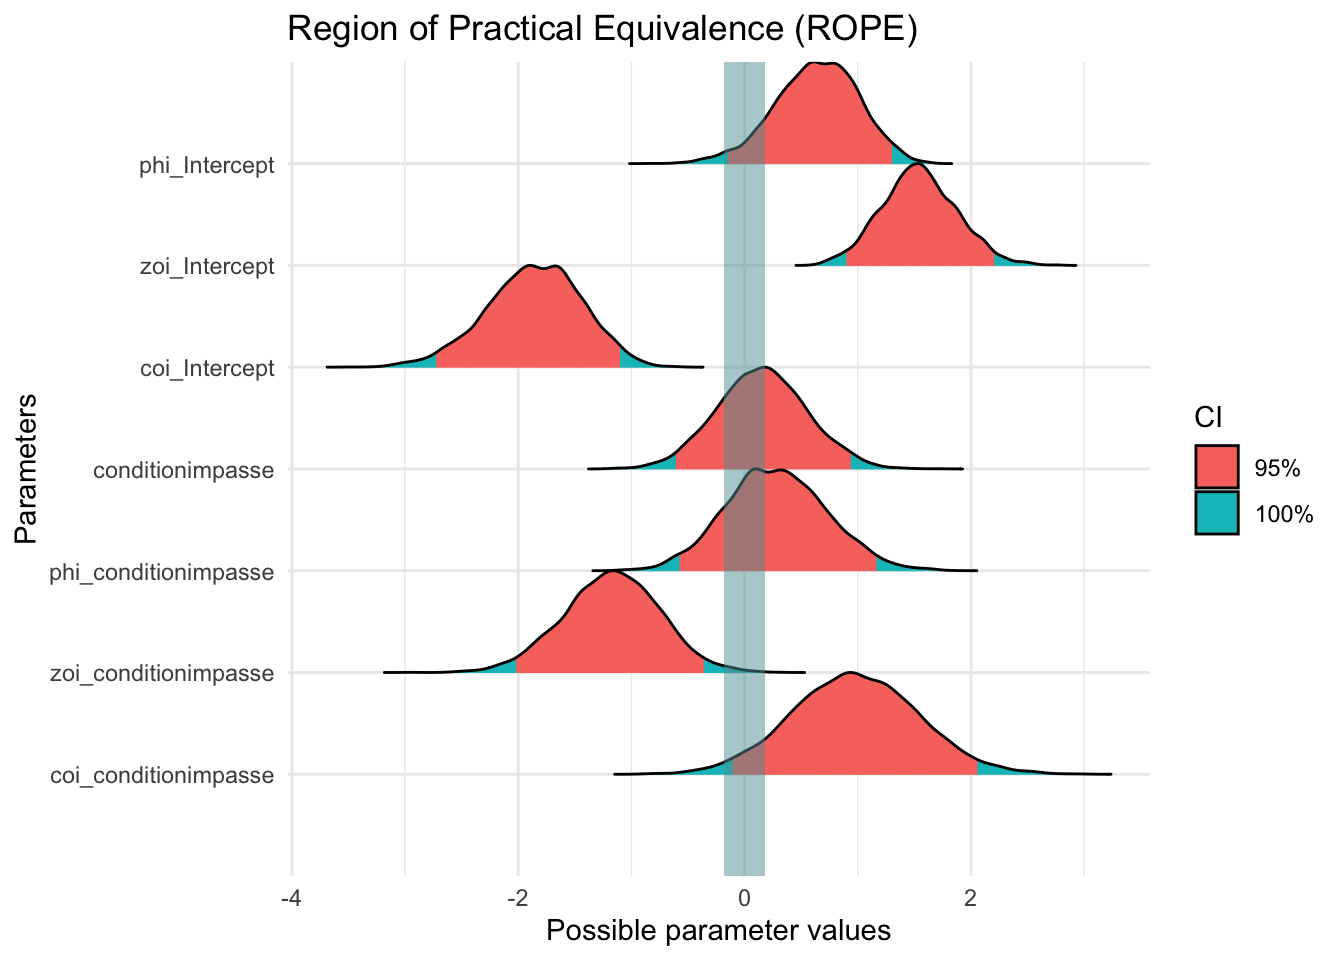 Region of Practical Equivalence (ROPE)
phi_Intercept
zoi_Intercept
coi_Intercept
conditionimpasse
phi_conditionimpasse
zoi_conditionimpasse
coi_conditionimpasse
Parameters
-4 -2 0 2
Possible parameter values
CI
95%
100%